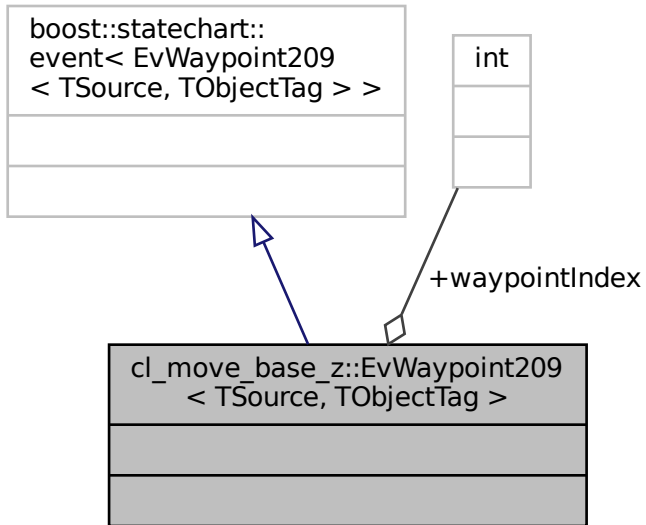 boost::statechart::
event< EvWaypoint209
< TSource, TObjectTag > >
int
+waypointIndex
cl_move_base_z::EvWaypoint209
< TSource, TObjectTag >